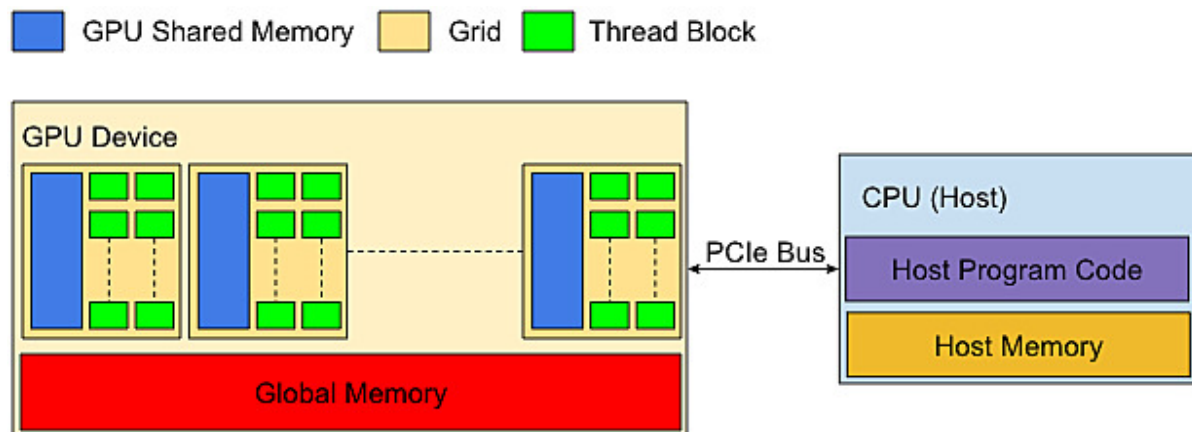 GPU Shared Memory Grid Thread Block
GPU Device
CPU (Host)
PCIe Bus
Host Program Code
Host Memory
Global Memory